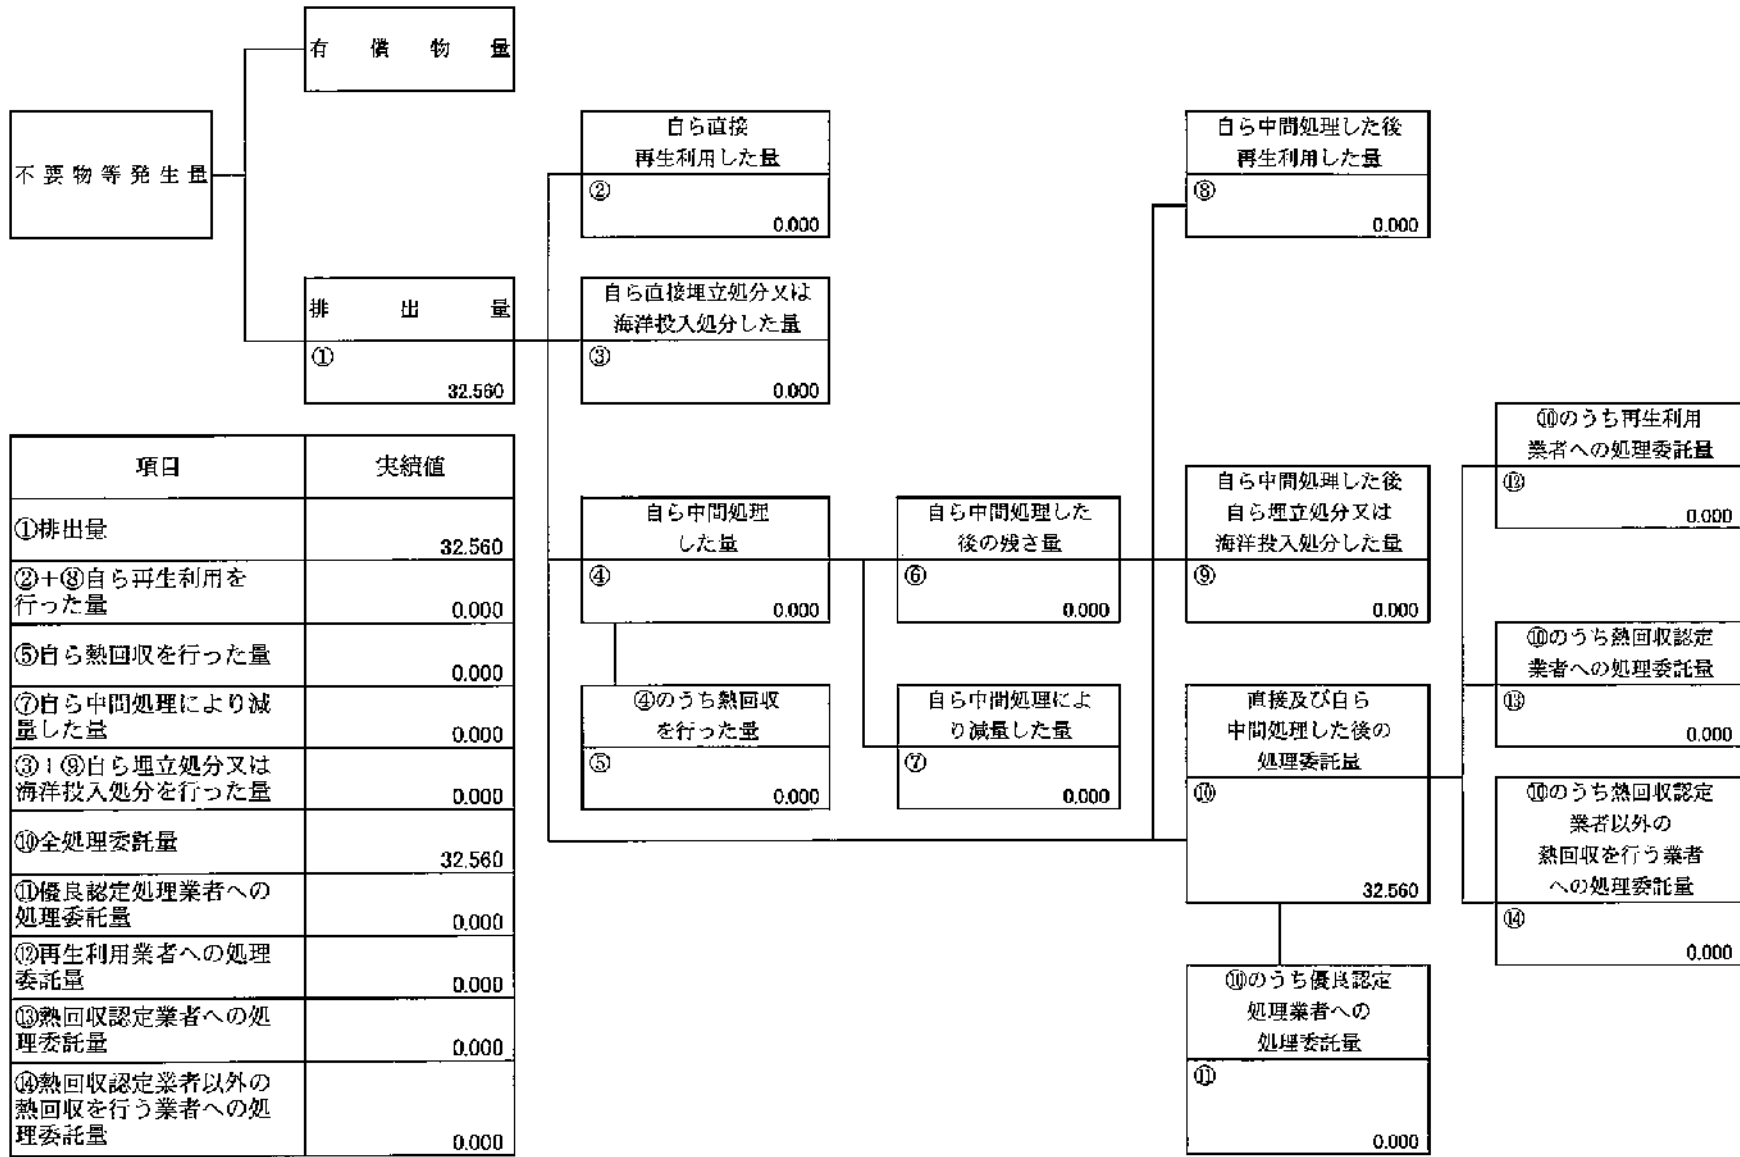 有償物量
不要物等発生量
排出量
①
32.560
自ら直接
再生利用した量
②
0.000
自ら直接埋立処分又は
海洋投入処分した量
③
0.000
自ら中間処理
した量
④
0.000
④のうち熱回収
を行った量
⑤
0.000
自ら中間処理した
後の残さ量
⑥
0.000
自ら中間処理によ
り減量した量
⑦
0.000
自ら中間処理した後
再生利用した量
⑧
0.000
自ら中間処理した後
自ら埋立処分又は
海洋投入処分した量
⑨
0.000
直接及び自ら
中間処理した後の
処理委託量
⑩
32.560
⑩のうち優良認定
処理業者への
処理委託量
⑪
0.000
⑩のうち再生利用
業者への処理委託量
⑫
0.000
⑩のうち熱回収認定
業者への処理委託量
⑬
0.000
⑩のうち熱回収認定
業者以外の
熱回収を行う業者
への処理委託量
⑭
0.000
項目 実績値
①排出量
32.560
②+⑧自ら再生利用を
行った量
0.000
⑤自ら熱回収を行った量
0.000
⑦自ら中間処理により減
量した量
0.000
③+⑨自ら埋立処分又は
海洋投入処分を行った量
0.000
⑩全処理委託量
32.560
⑪優良認定処理業者への
処理委託量
0.000
⑫再生利用業者への処理
委託量
0.000
⑬熱回収認定業者への処
理委託量
0.000
⑭熱回収認定業者以外の
熱回収を行う業者への処
理委託量
0.000